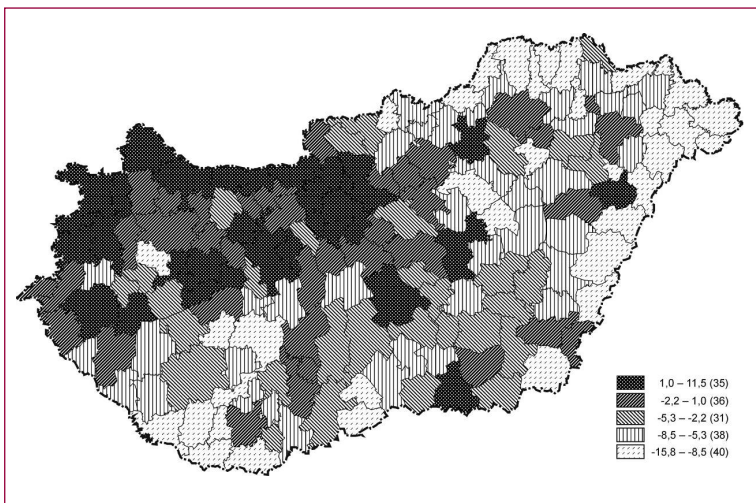 1,0 – 11,5 (35)
-2,2 – 1,0 (36)
-5,3 – -2,2 (31)
-8,5 – -5,3 (38)
-15,8 – -8,5 (40)